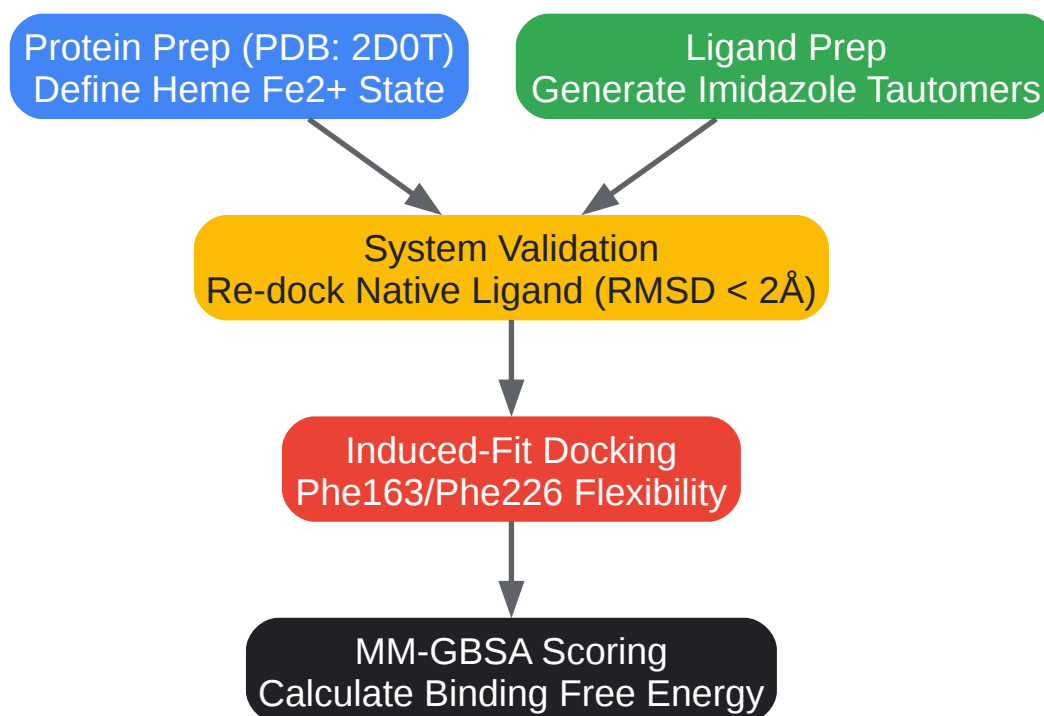 Protein Prep (PDB: 2D0T)
Define Heme Fe2+ State
Ligand Prep
Generate Imidazole Tautomers
System Validation
Re-dock Native Ligand (RMSD < 2Å)
Induced-Fit Docking
Phe163/Phe226 Flexibility
MM-GBSA Scoring
Calculate Binding Free Energy